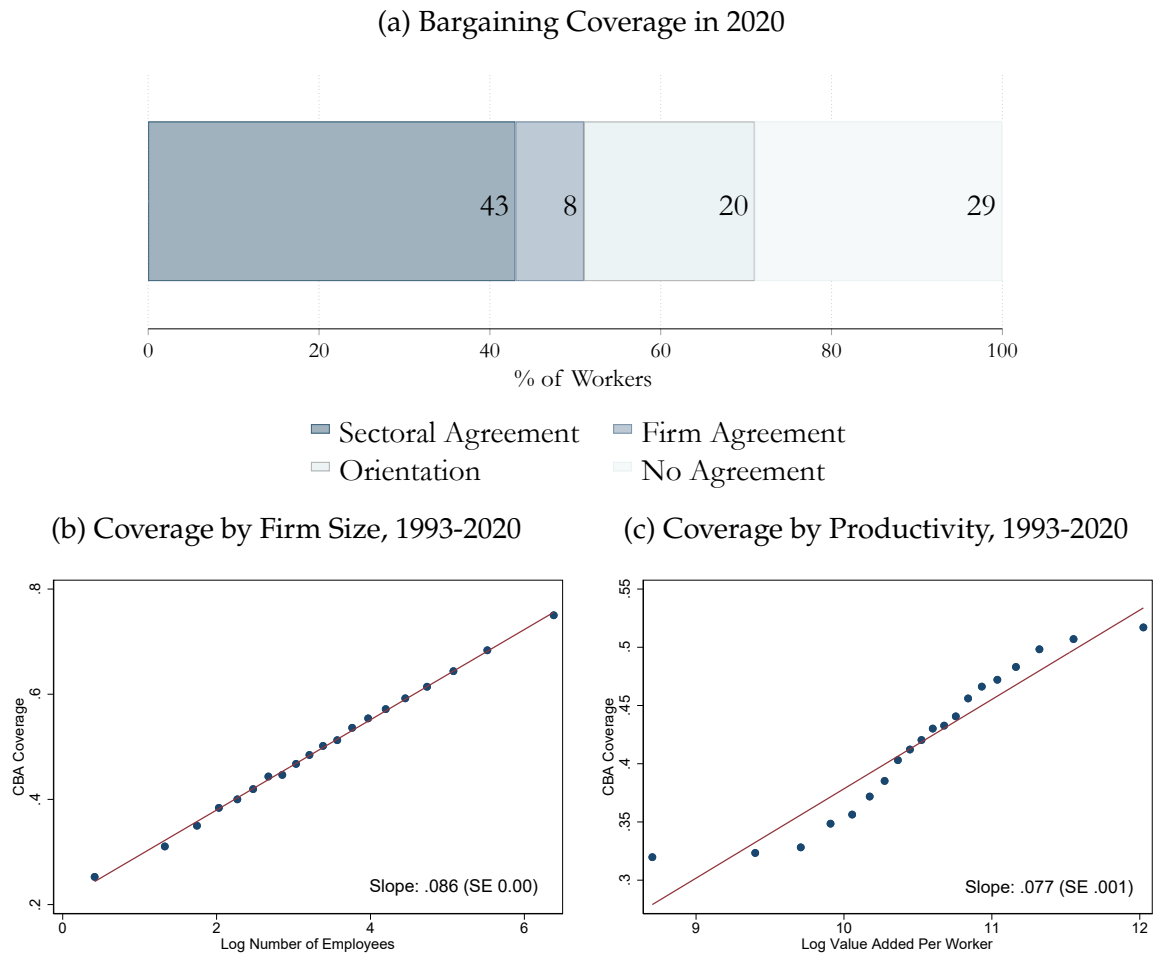 (a) Bargaining Coverage in 2020
43 8 20 29
0 20 40 60 80 100
% of Workers
Sectoral Agreement Firm Agreement
Orientation No Agreement
(b) Coverage by Firm Size, 1993-2020
.8
.6
.4
.2
CBA Coverage
Slope: .086 (SE 0.00)
0 2 4 6
Log Number of Employees
(c) Coverage by Productivity, 1993-2020
.55
.5
.45
.4
.35
.3
CBA Coverage
Slope: .077 (SE .001)
9 10 11 12
Log Value Added Per Worker